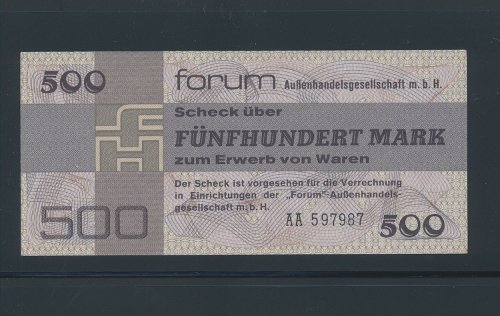 500
forum Außenhandelsgesellschaft m. b. H.
Scheck über
FÜNFHUNDERT MARK
zum Erwerb von Waren
Der Scheck ist vorgesehen für die Verrechnung
in Einrichtungen der „Forum"-Außenhandels-
gesellschaft m. b. H.
500
AA 597987
500